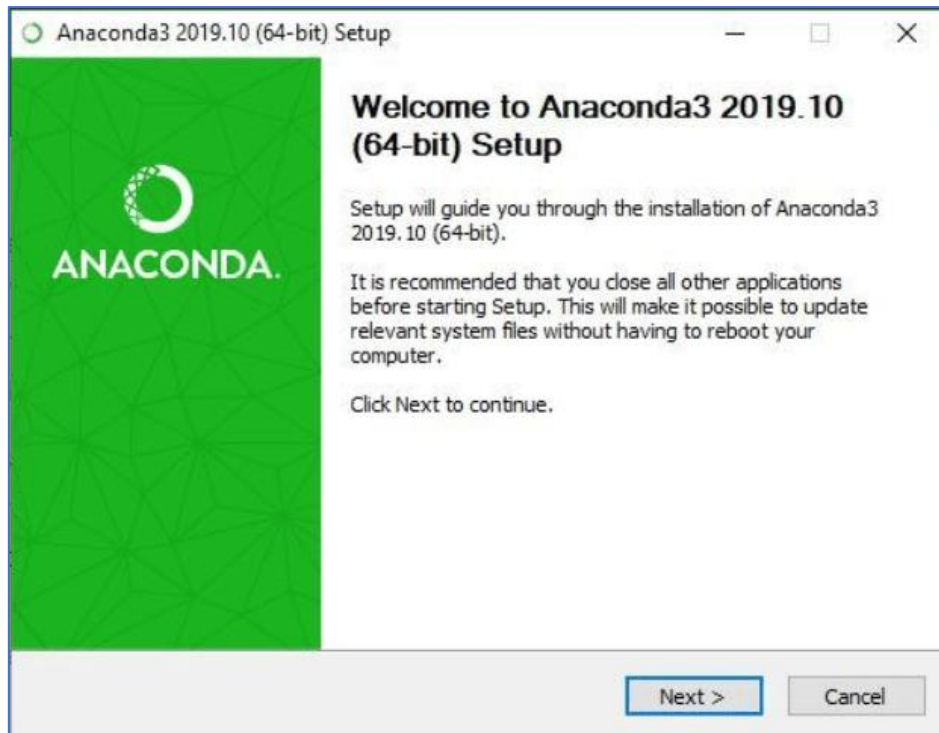 Anaconda3 2019.10 (64-bit) Setup
ANACONDA.
Welcome to Anaconda3 2019.10
(64-bit) Setup
Setup will guide you through the installation of Anaconda3
2019.10 (64-bit).
It is recommended that you close all other applications
before starting Setup. This will make it possible to update
relevant system files without having to reboot your
computer.
Click Next to continue.
Next >
Cancel